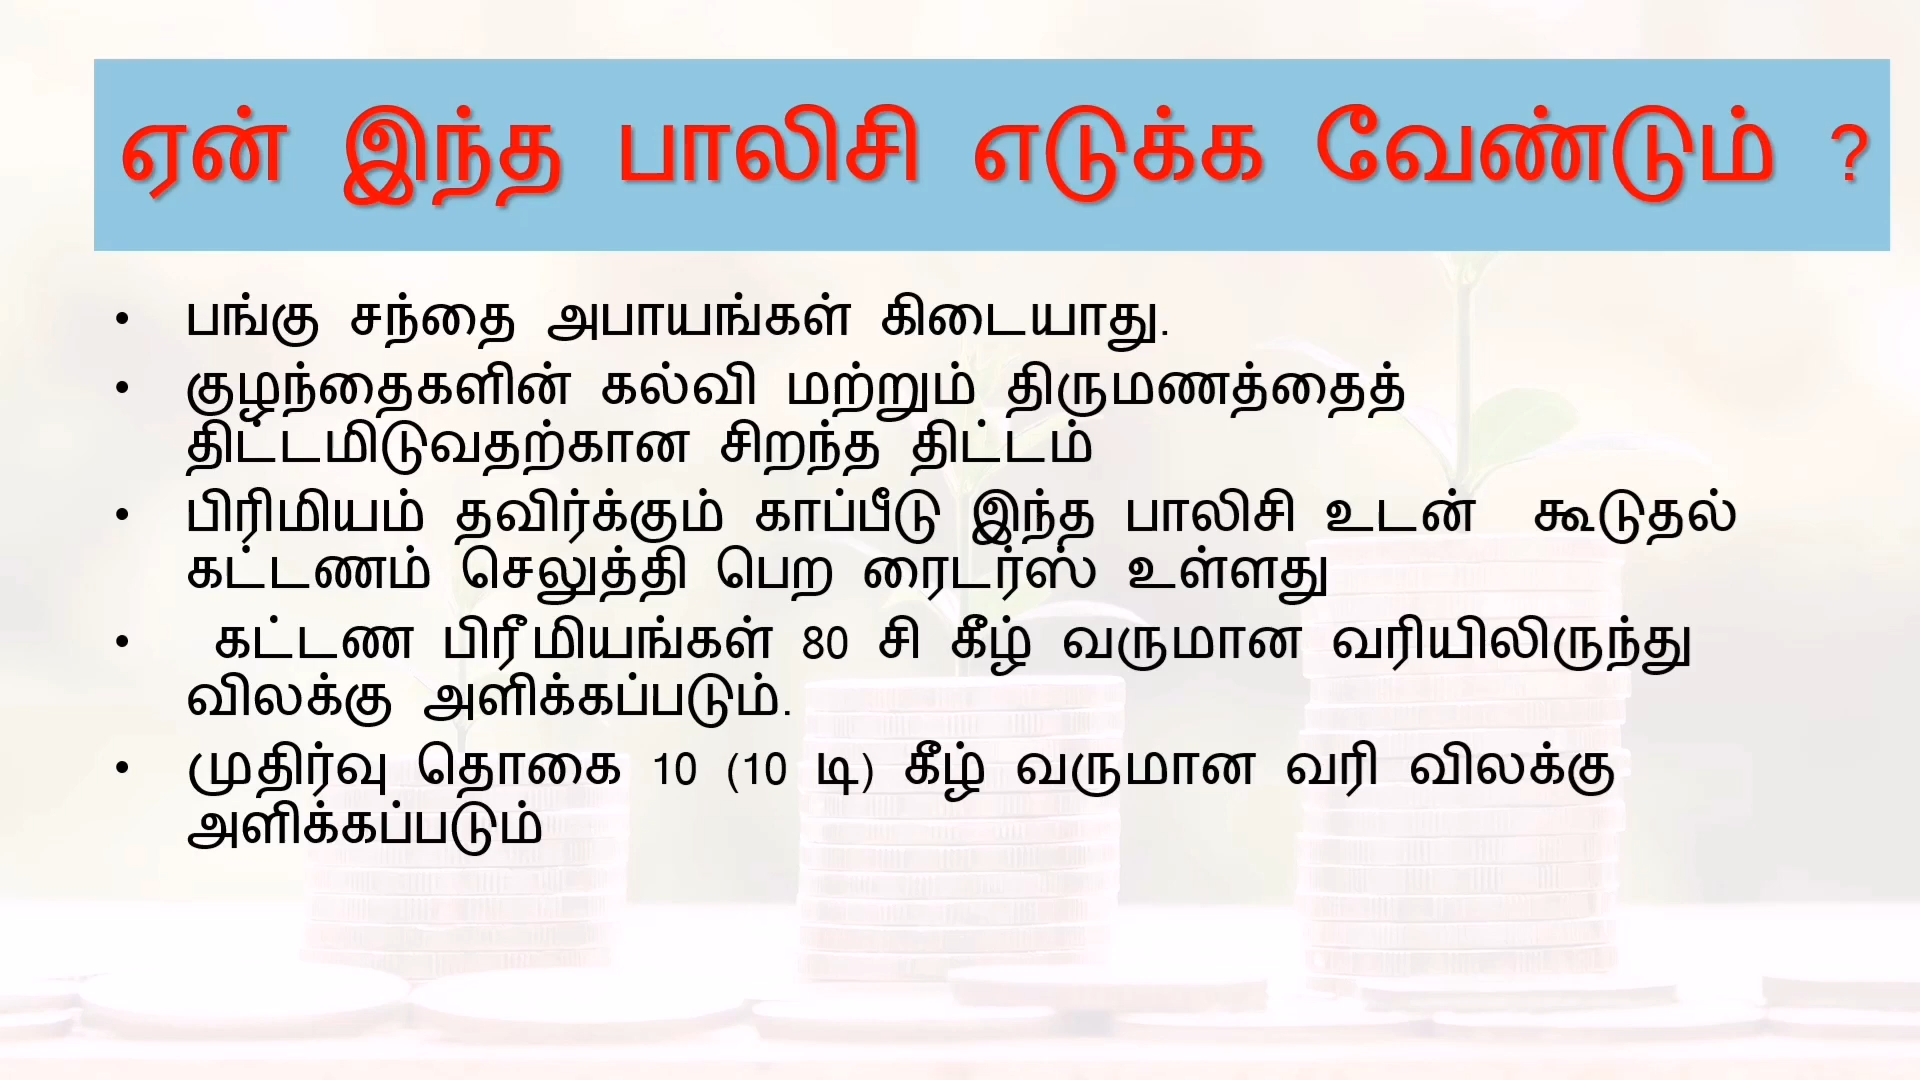 ஏன் இந்த பாலிசி எடுக்க வேண்டும் ?
• பங்கு சந்தை அபாயங்கள் கிடையாது.
• குழந்தைகளின் கல்வி மற்றும் திருமணத்தைத்
திட்டமிடுவதற்கான சிறந்த திட்டம்
• பிரிமியம் தவிர்க்கும் காப்பீடு இந்த பாலிசி உடன் கூடுதல்
கட்டணம் செலுத்தி பெற ரைடர்ஸ் உள்ளது
• கட்டண பிரீமியங்கள் 80 சி கீழ் வருமான வரியிலிருந்து
விலக்கு அளிக்கப்படும்.
• முதிர்வு தொகை 10 (10 டி) கீழ் வருமான வரி விலக்கு
அளிக்கப்படும்